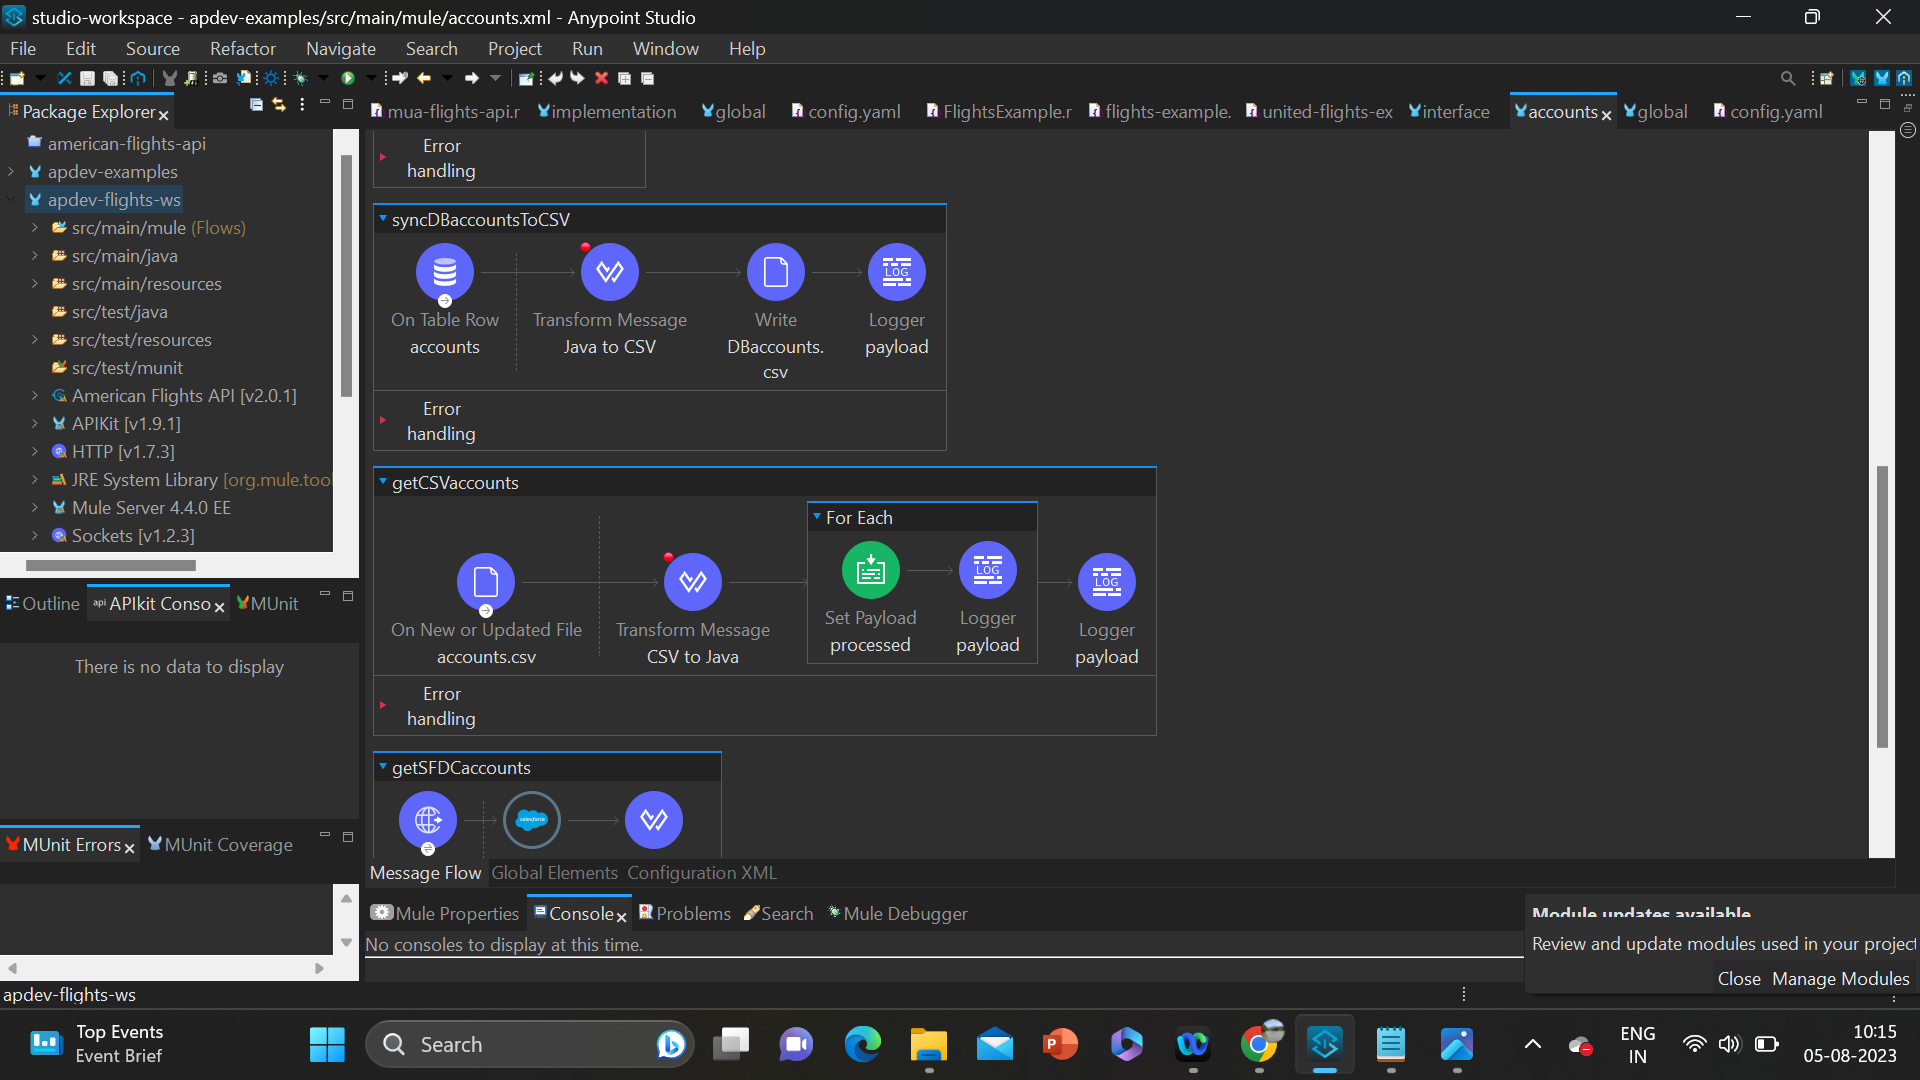 studio-workspace - apdev-examples/src/main/mule/accounts.xml - Anypoint Studio
File Edit Source Refactor Navigate Search Project Run Window Help
Package Explorer
mua-flights-api.r implementation global config.yaml FlightsExample.r flights-example. united-flights-ex interface accounts global config.yaml
american-flights-api
apdev-examples
apdev-flights-ws
src/main/mule (Flows)
src/main/java
src/main/resources
src/test/java
src/test/resources
src/test/munit
American Flights API [v2.0.1]
APIKit [v1.9.1]
HTTP [v1.7.3]
JRE System Library [org.mule.tool
Mule Server 4.4.0 EE
Sockets [v1.2.3]
Outline api APIkit Conso MUnit
There is no data to display
MUnit Errors MUnit Coverage
Error
handling
syncDBaccountsToCSV
LOG
On Table Row Transform Message Write Logger
accounts Java to CSV DBaccounts. payload
csv
Error
handling
getCSVaccounts
For Each
LOG
LOG
Set Payload Logger
processed payload
On New or Updated File Transform Message Logger
accounts.csv CSV to Java payload
Error
handling
getSFDCaccounts
salesforce
Message Flow Global Elements Configuration XML
Mule Properties Console Problems Search Mule Debugger
No consoles to display at this time.
Module updates available
Review and update modules used in your project
Close Manage Modules
apdev-flights-ws
Top Events
Event Brief
Search
ENG
IN
10:15
05-08-2023